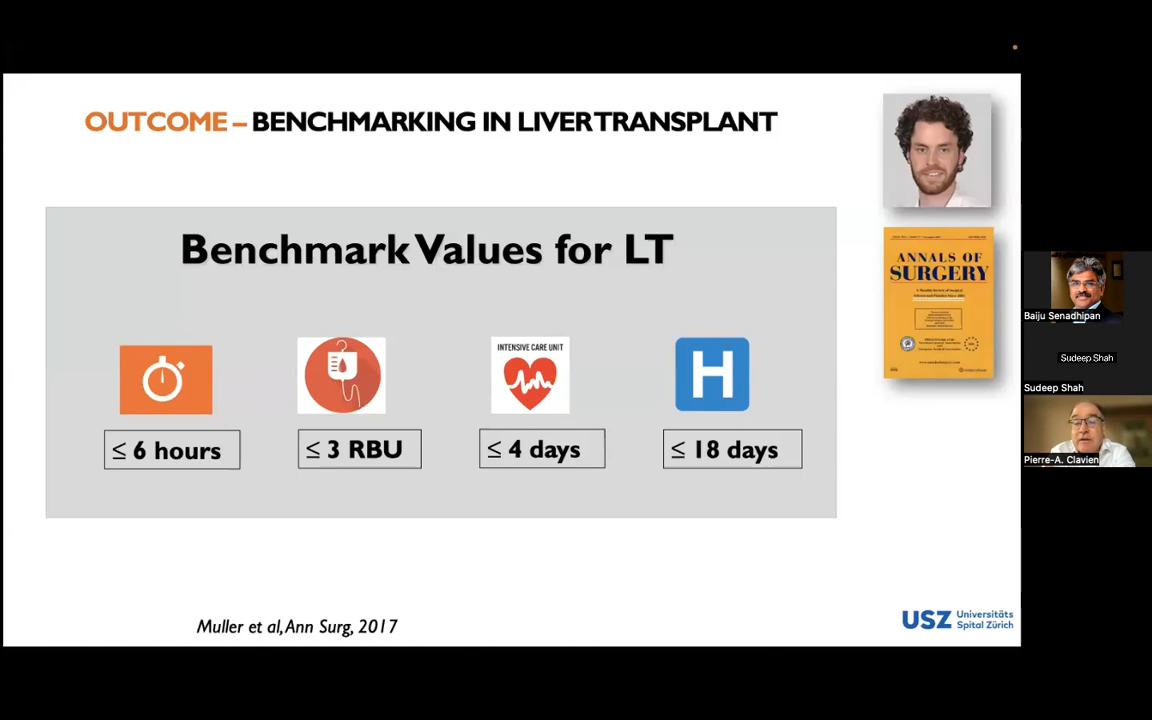 OUTCOME – BENCHMARKING IN LIVER TRANSPLANT
Benchmark Values for LT
INTENSIVE CARE UNIT
H
≤ 6 hours
≤ 3 RBU
≤ 4 days
≤ 18 days
Muller et al, Ann Surg, 2017
ANNALS OF
SURGERY
USZ Universitäts
Spital Zürich
Baiju Senadhipan
Sudeep Shah
Sudeep Shah
Pierre-A. Clavien